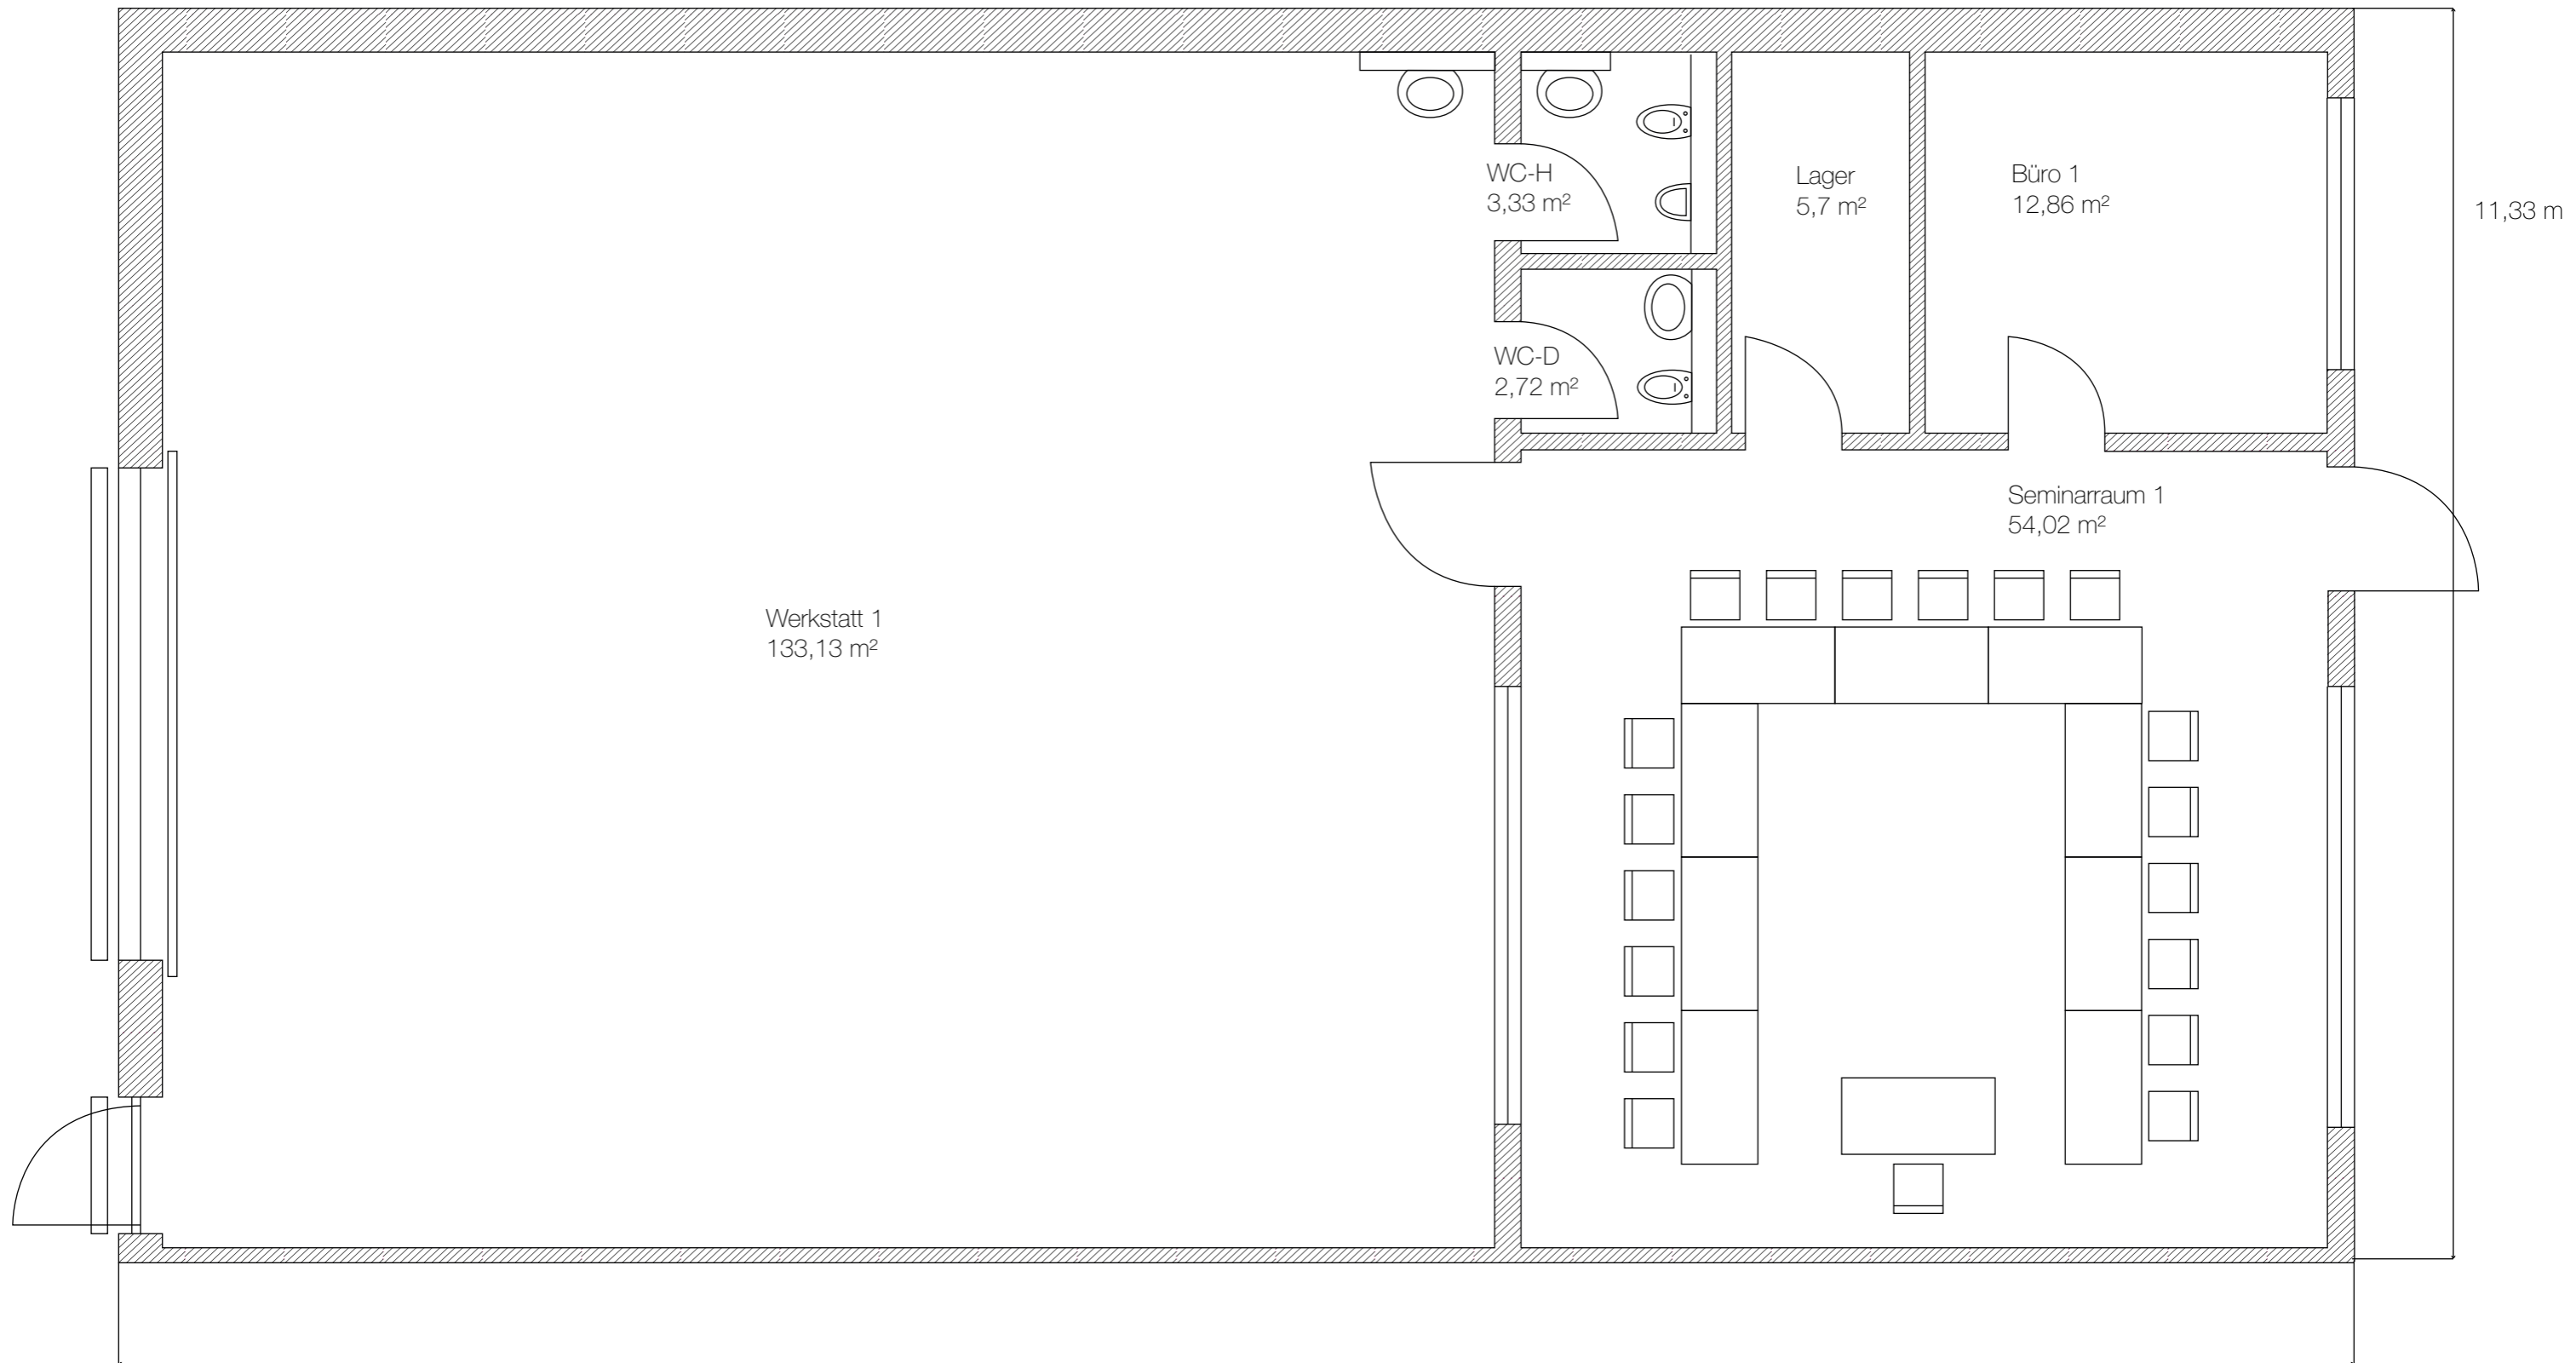 WC-H
3,33 m²
Lager
5,7 m²
Büro 1
12,86 m²
11,33 m
WC-D
2,72 m²
Seminarraum 1
54,02 m²
Werkstatt 1
133,13 m²